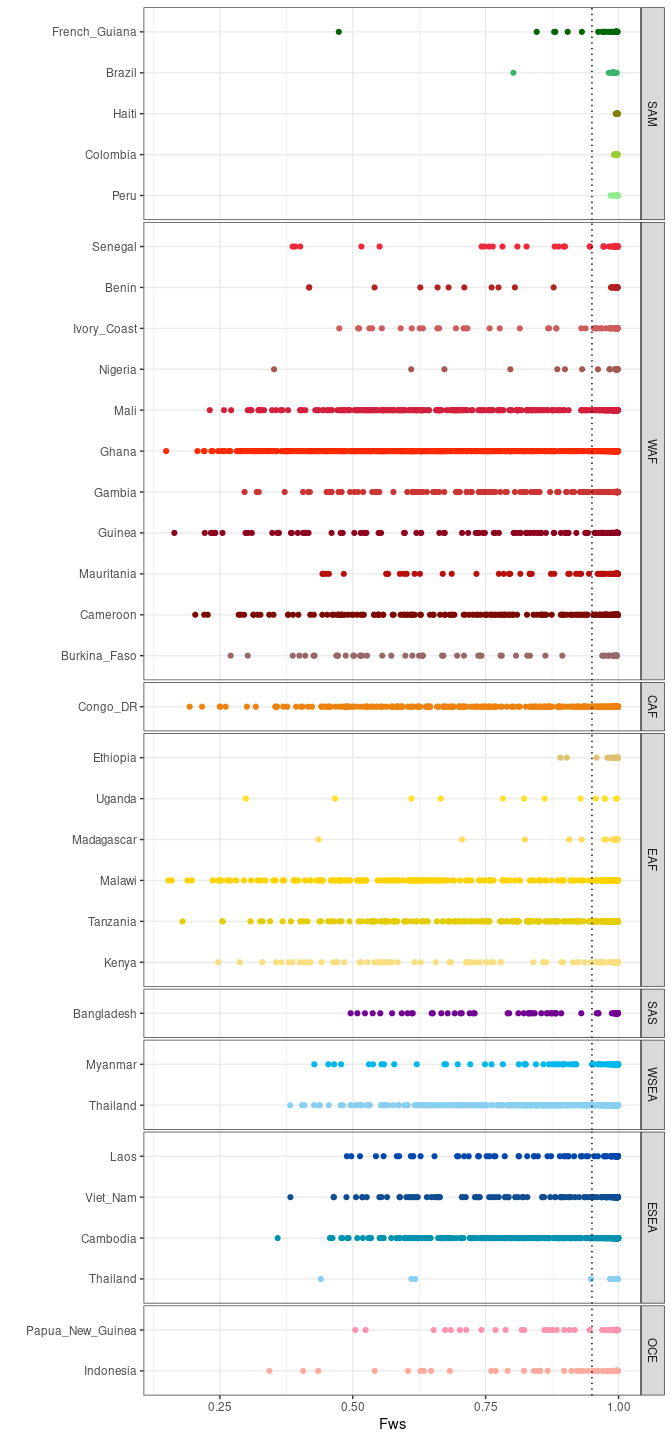 French_Guiana
Brazil
Haiti
Colombia
Peru
SAM
Senegal
Benin
Ivory_Coast
Nigeria
Mali
Ghana
Gambia
Guinea
Mauritania
Cameroon
Burkina_Faso
WAF
Congo_DR
CAF
Ethiopia
Uganda
Madagascar
Malawi
Tanzania
Kenya
EAF
Bangladesh
SAS
Myanmar
Thailand
WSEA
Laos
Viet_Nam
Cambodia
Thailand
ESEA
Papua_New_Guinea
Indonesia
OCE
0.25 0.50 0.75 1.00
Fws